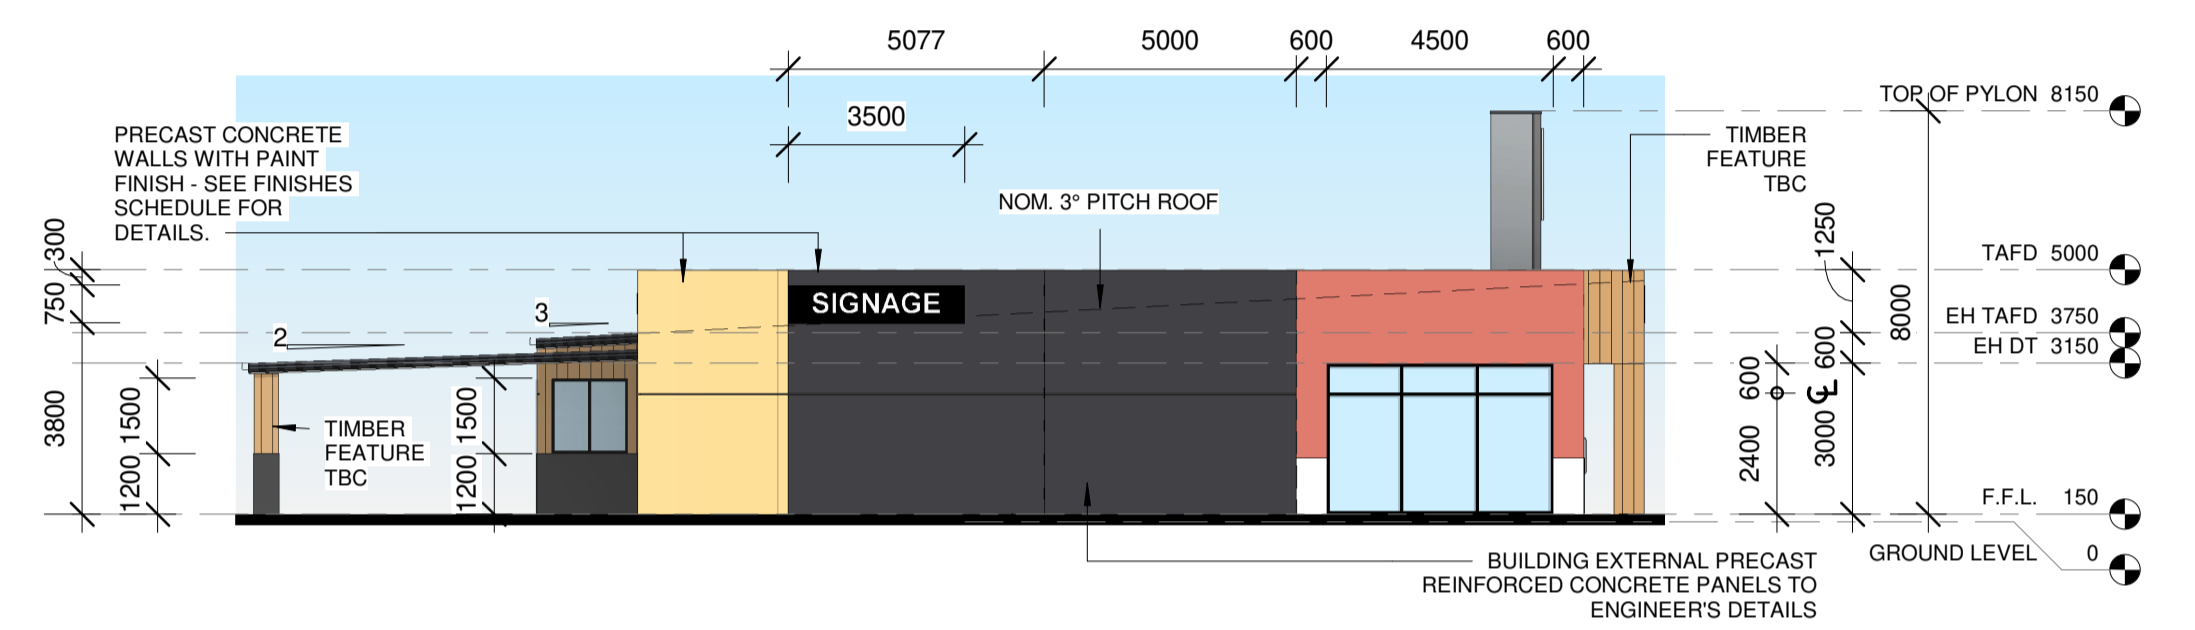 5077
5000
600
4500
600
3500
TOP OF PYLON 8150
PRECAST CONCRETE
WALLS WITH PAINT
FINISH - SEE FINISHES
SCHEDULE FOR
DETAILS.
TIMBER
FEATURE
TBC
NOM. 3° PITCH ROOF
300
750
3800
1250
8000
TAFD 5000
SIGNAGE
3
2
EH TAFD 3750
EH DT 3150
600
600
1500
1200
1500
1200
TIMBER
FEATURE
TBC
2400
3000
℄
F.F.L. 150
GROUND LEVEL 0
BUILDING EXTERNAL PRECAST
REINFORCED CONCRETE PANELS TO
ENGINEER'S DETAILS